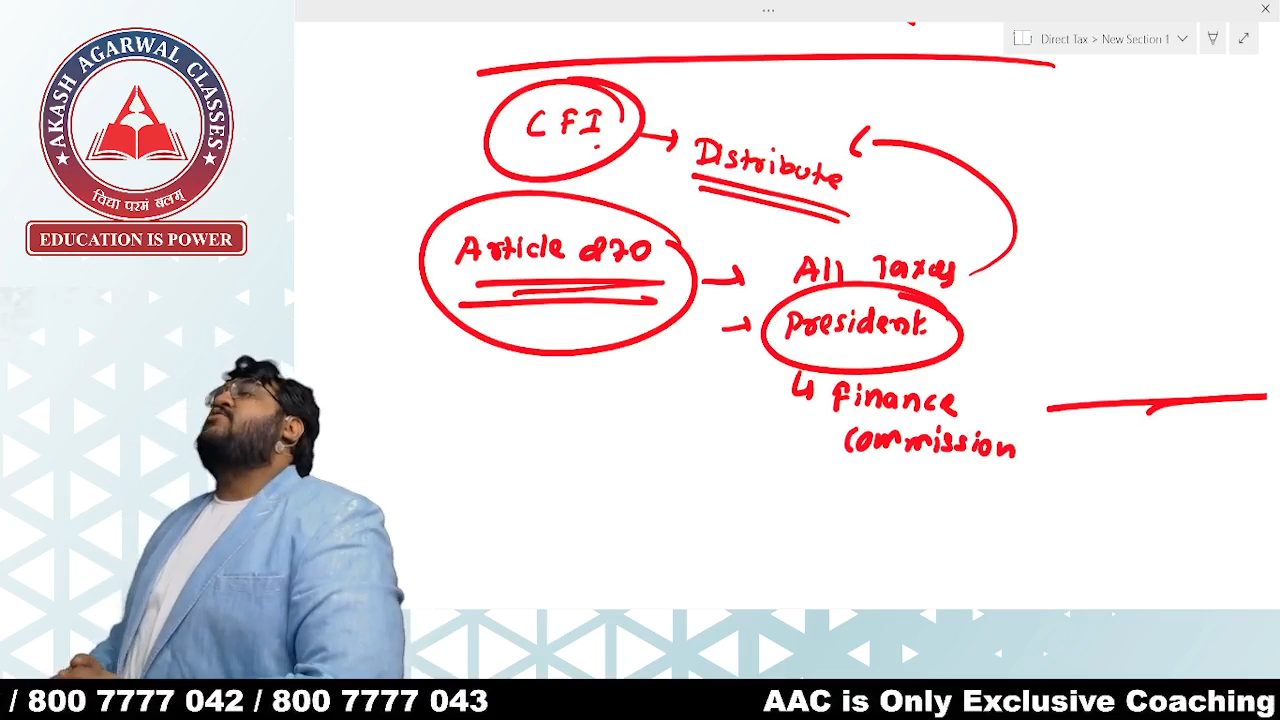 AKASH AGARWAL CLASSES
विद्या परमं बलम्
EDUCATION IS POWER
Direct Tax > New Section 1
CFI → Distribute
Article 270 → All Taxes
→ President
↳ finance
commission
/ 800 7777 042 / 800 7777 043
AAC is Only Exclusive Coaching